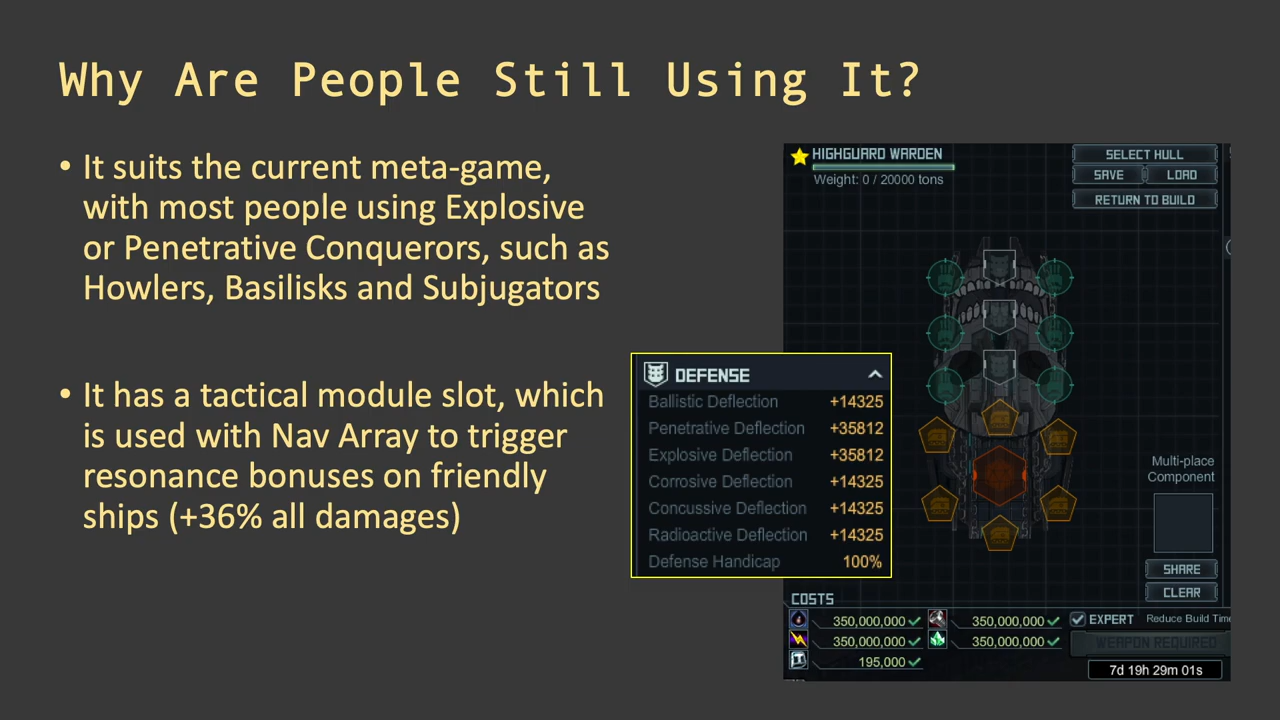 Why Are People Still Using It?
• It suits the current meta-game,
with most people using Explosive
or Penetrative Conquerors, such as
Howlers, Basilisks and Subjugators
• It has a tactical module slot, which
is used with Nav Array to trigger
resonance bonuses on friendly
ships (+36% all damages)
DEFENSE
Ballistic Deflection +14325
Penetrative Deflection +35812
Explosive Deflection +35812
Corrosive Deflection +14325
Concussive Deflection +14325
Radioactive Deflection +14325
Defense Handicap 100%
HIGHGUARD WARDEN
Weight: 0 / 20000 tons
SELECT HULL
SAVE LOAD
RETURN TO BUILD
Multi-place
Component
SHARE
CLEAR
COSTS
350,000,000 350,000,000
350,000,000 350,000,000
195,000
EXPERT Reduce Build Time
WEAPON REQUIRED
7d 19h 29m 01s